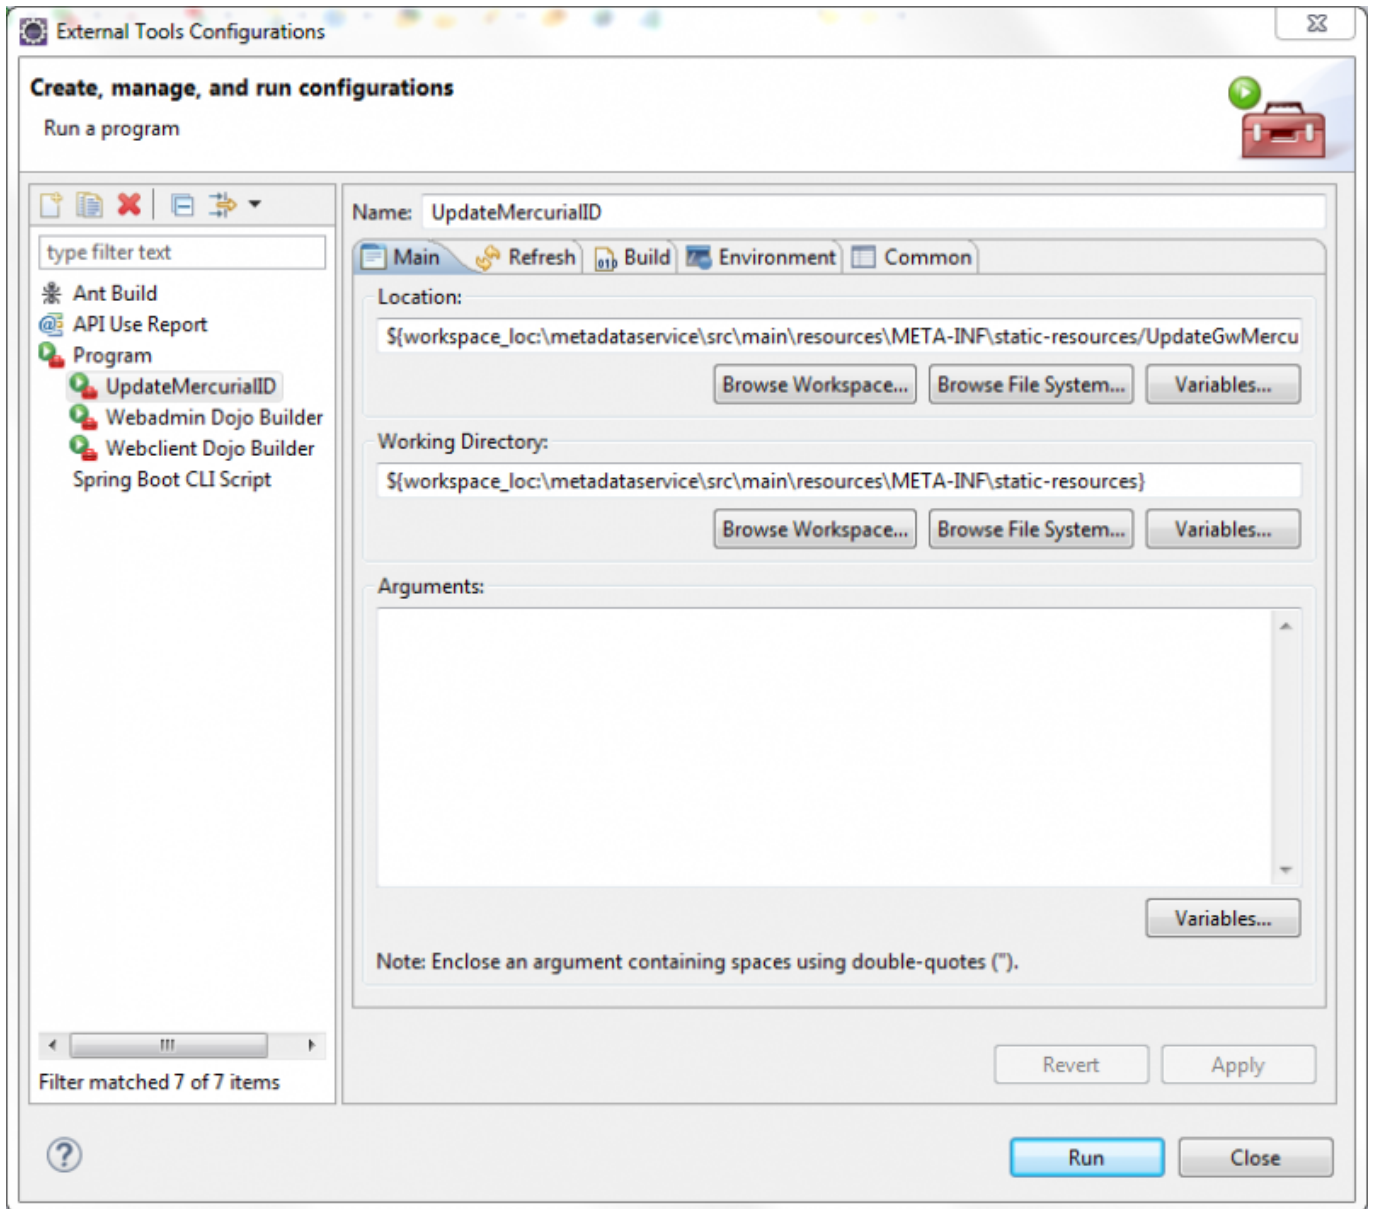 External Tools Configurations
Create, manage, and run configurations
Run a program
type filter text
Ant Build
API Use Report
Program
UpdateMercurialID
Webadmin Dojo Builder
Webclient Dojo Builder
Spring Boot CLI Script
Filter matched 7 of 7 items
Name: UpdateMercurialID
Main Refresh Build Environment Common
Location:
${workspace_loc:\metadataservice\src\main\resources\META-INF\static-resources/UpdateGwMercu
Browse Workspace... Browse File System... Variables...
Working Directory:
${workspace_loc:\metadataservice\src\main\resources\META-INF\static-resources}
Browse Workspace... Browse File System... Variables...
Arguments:
Variables...
Note: Enclose an argument containing spaces using double-quotes (").
Revert Apply
Run Close